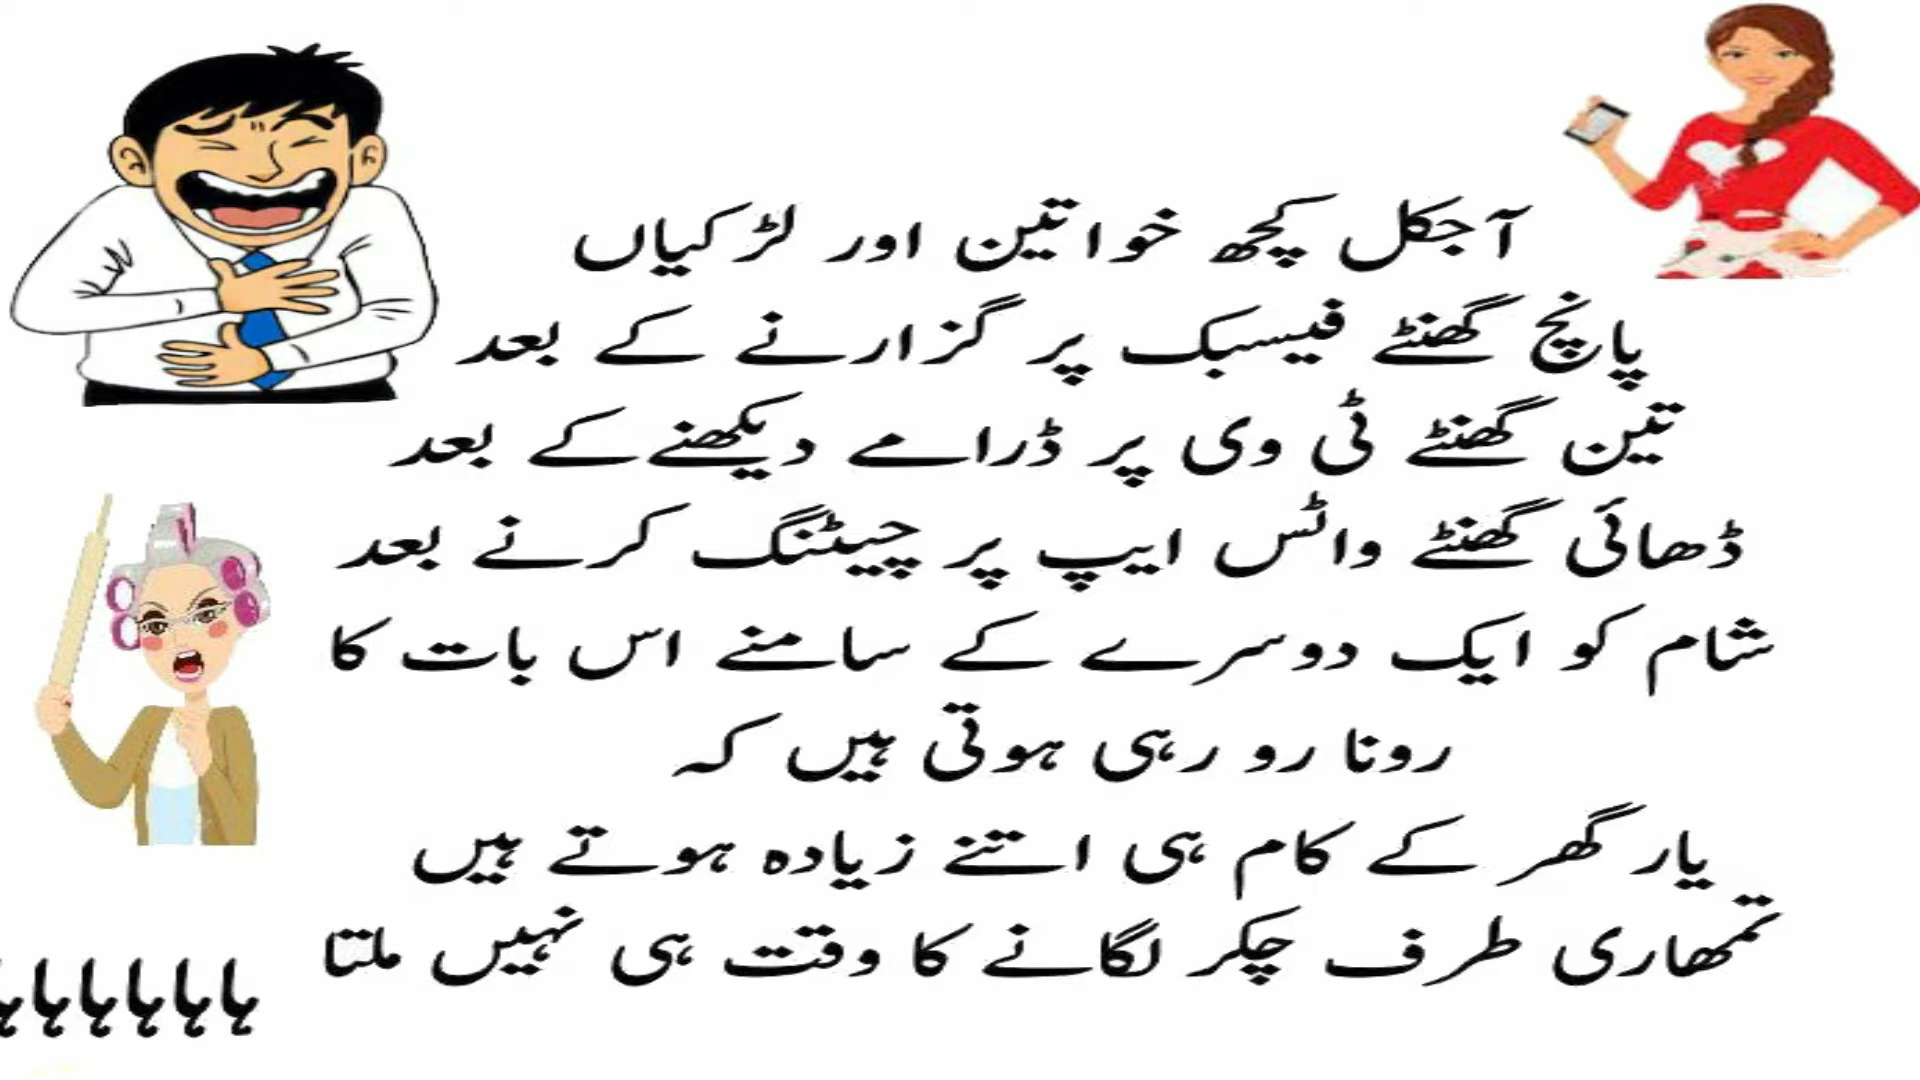 آجکل کچھ خواتین اور لڑکیاں
پانچ گھنٹے فیسبک پر گزارنے کے بعد
تین گھنٹے ٹی وی پر ڈرامے دیکھنے کے بعد
ڈھائی گھنٹے واٹس ایپ پر چیٹنگ کرنے بعد
شام کو ایک دوسرے کے سامنے اس بات کا
رونا رو رہی ہوتی ہیں کہ
یار گھر کے کام ہی اتنے زیادہ ہوتے ہیں
تمھاری طرف چکر لگانے کا وقت ہی نہیں ملتا
ہاہاہاہاہاہا